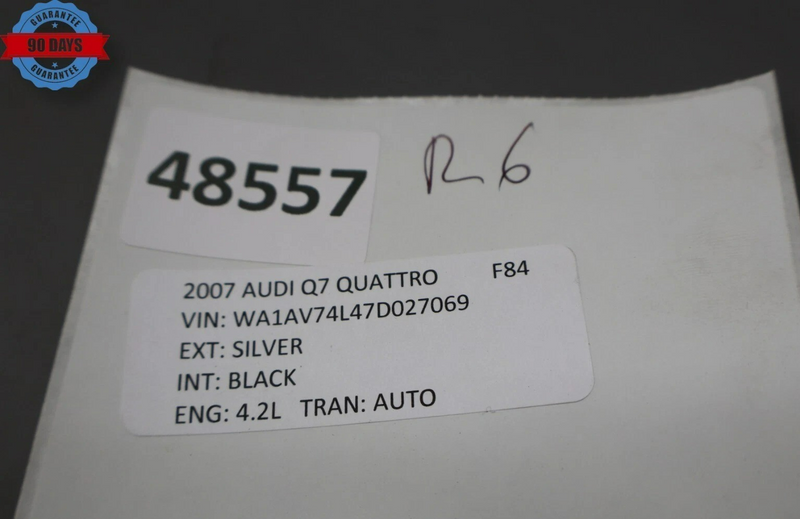 GUARANTEE
90 DAYS
GUARANTEE
48557
R 6
2007 AUDI Q7 QUATTRO F84
VIN: WA1AV74L47D027069
EXT: SILVER
INT: BLACK
ENG: 4.2L TRAN: AUTO